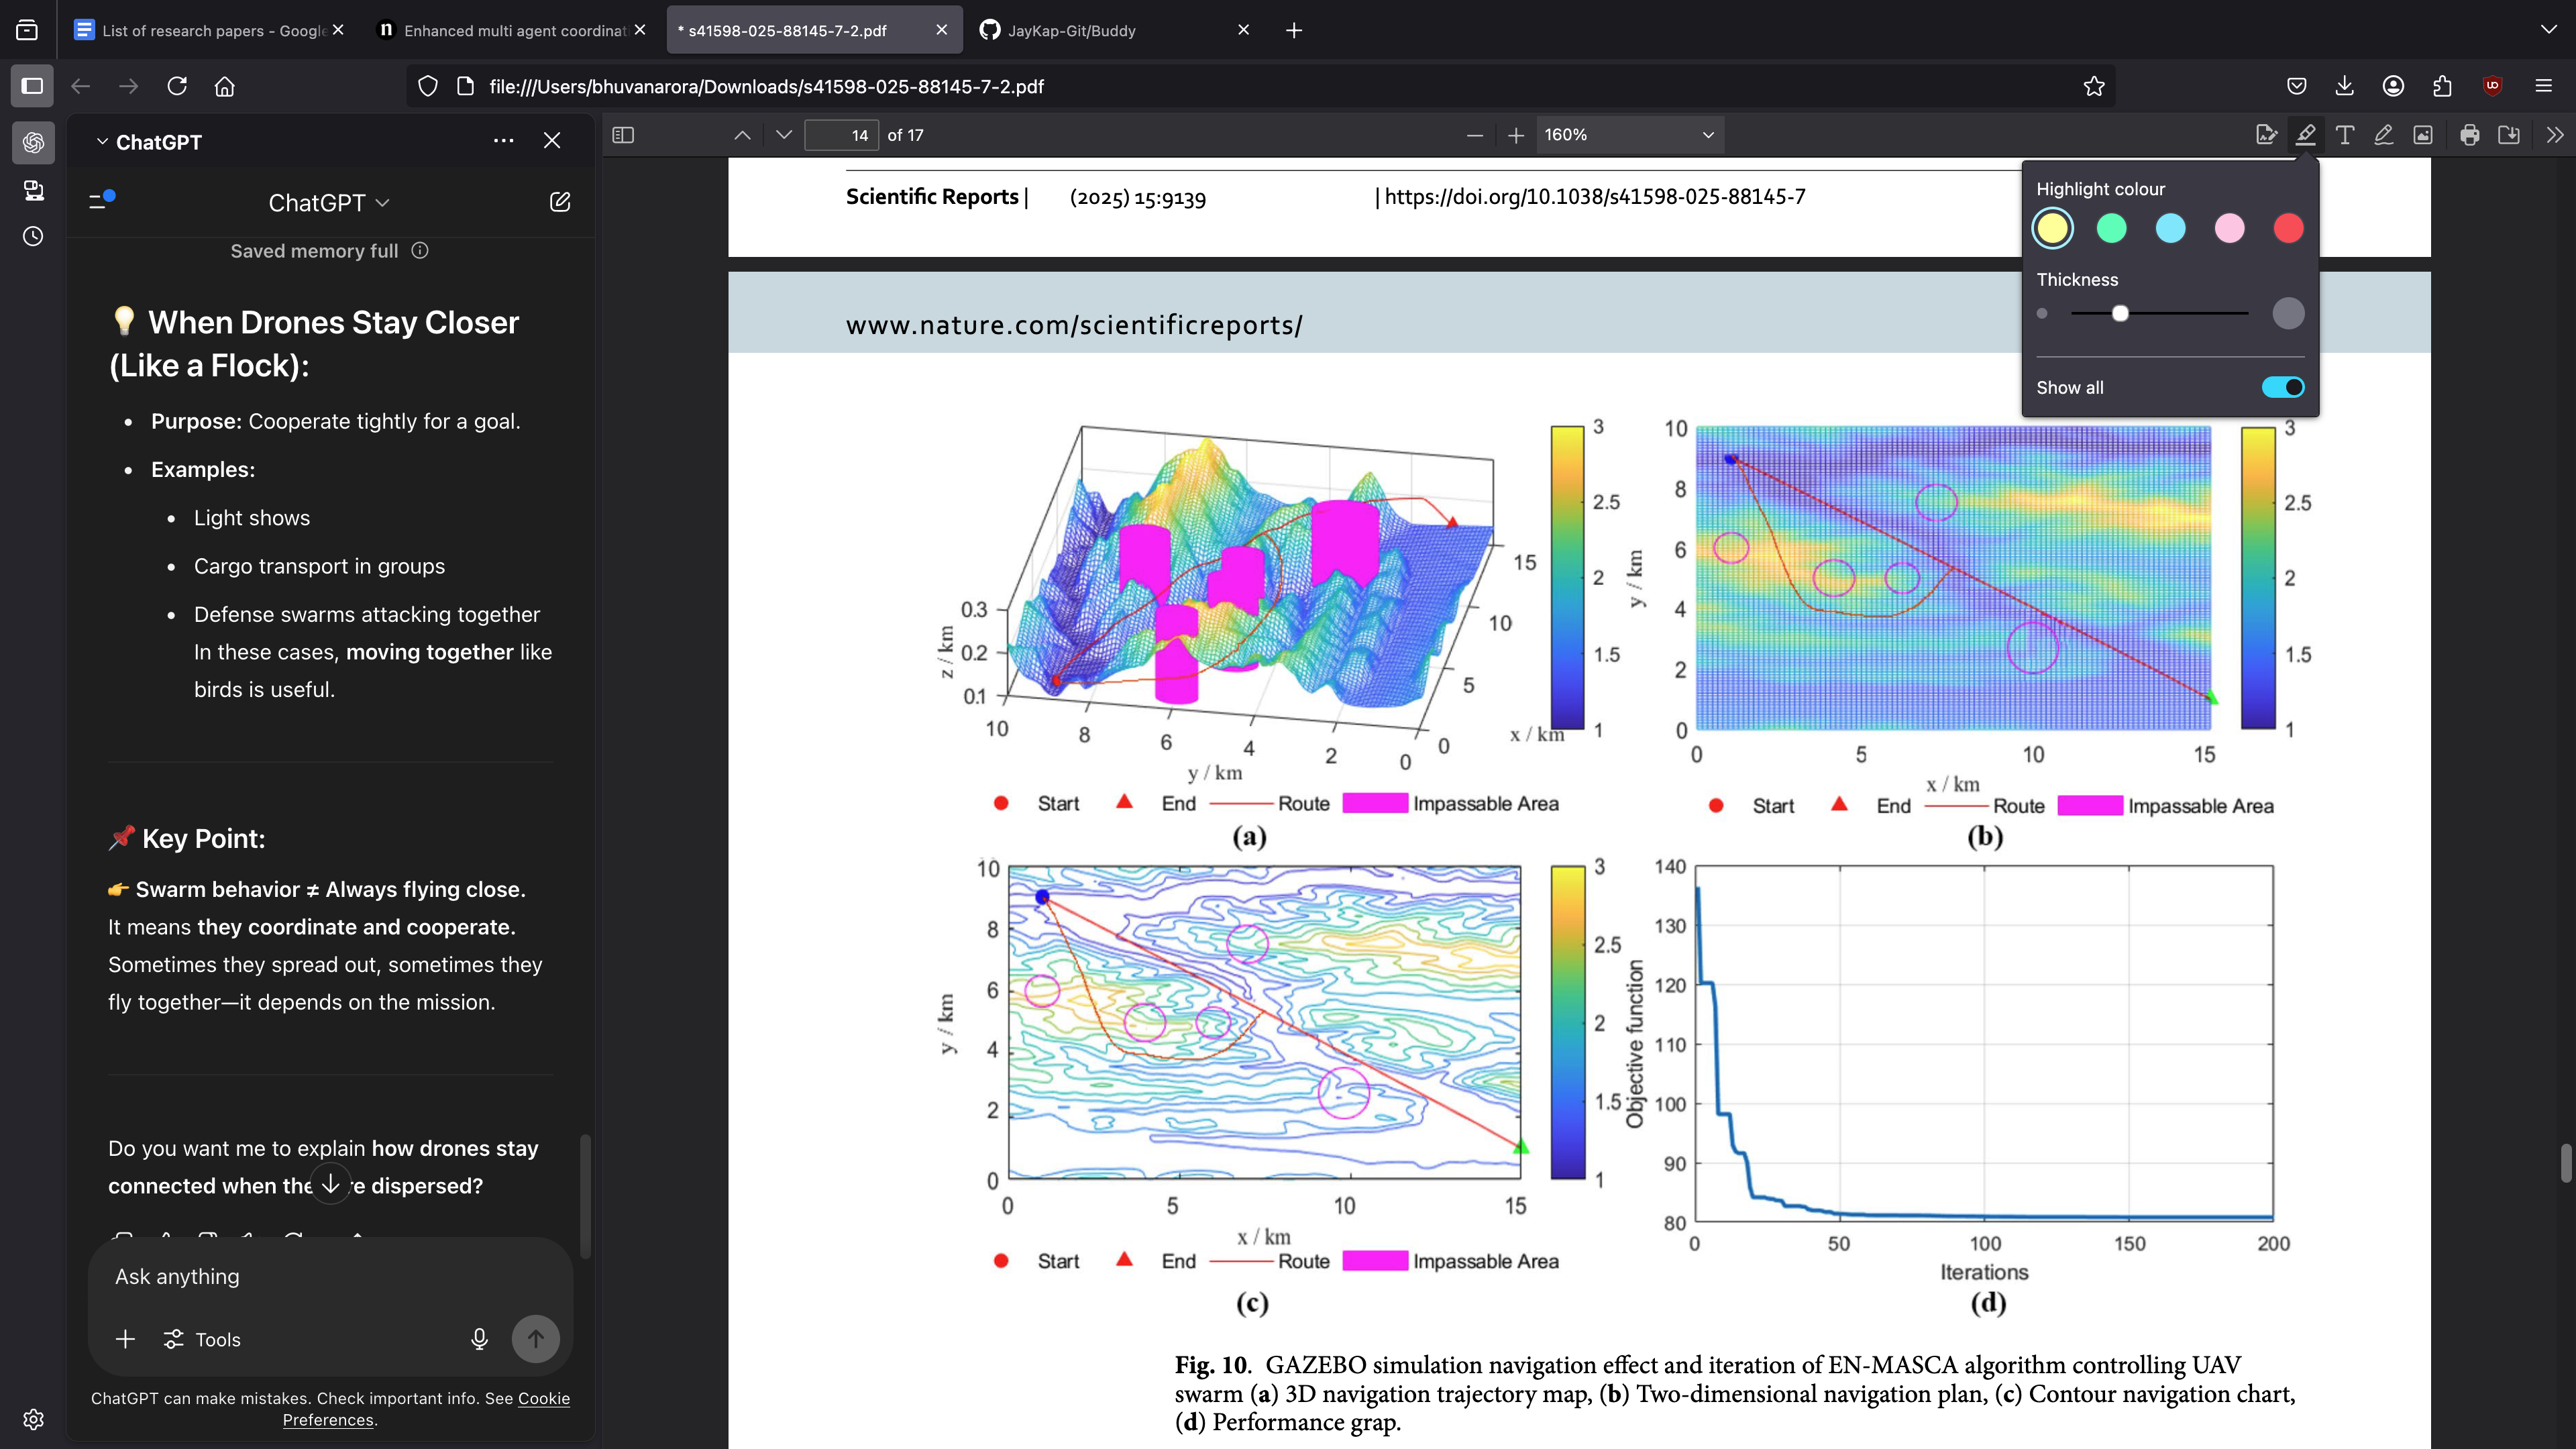 List of research papers - Google
Enhanced multi agent coordinat
* s41598-025-88145-7-2.pdf
JayKap-Git/Buddy
file:///Users/bhuvanarora/Downloads/s41598-025-88145-7-2.pdf
ChatGPT
14 of 17
160%
ChatGPT
Saved memory full
💡 When Drones Stay Closer
(Like a Flock):
• Purpose: Cooperate tightly for a goal.
• Examples:
• Light shows
• Cargo transport in groups
• Defense swarms attacking together
In these cases, moving together like
birds is useful.
📌 Key Point:
👉 Swarm behavior ≠ Always flying close.
It means they coordinate and cooperate.
Sometimes they spread out, sometimes they
fly together—it depends on the mission.
Do you want me to explain how drones stay
connected when the re dispersed?
Ask anything
Tools
ChatGPT can make mistakes. Check important info. See Cookie
Preferences.
Scientific Reports | (2025) 15:9139 | https://doi.org/10.1038/s41598-025-88145-7
Highlight colour
Thickness
Show all
www.nature.com/scientificreports/
0.3
0.2
0.1
z / km
10 8 6 4 2 0
y / km
0 5 10 15
x / km
3
2.5
2
1.5
1
Start End Route Impassable Area
(a)
10
8
6
4
2
0
y / km
0 5 10 15
x / km
3
2.5
2
1.5
1
Start End Route Impassable Area
(b)
10
8
6
4
2
0
y / km
0 5 10 15
x / km
3
2.5
2
1.5
1
Start End Route Impassable Area
(c)
140
130
120
110
100
90
80
Objective function
0 50 100 150 200
Iterations
(d)
Fig. 10. GAZEBO simulation navigation effect and iteration of EN-MASCA algorithm controlling UAV
swarm (a) 3D navigation trajectory map, (b) Two-dimensional navigation plan, (c) Contour navigation chart,
(d) Performance grap.